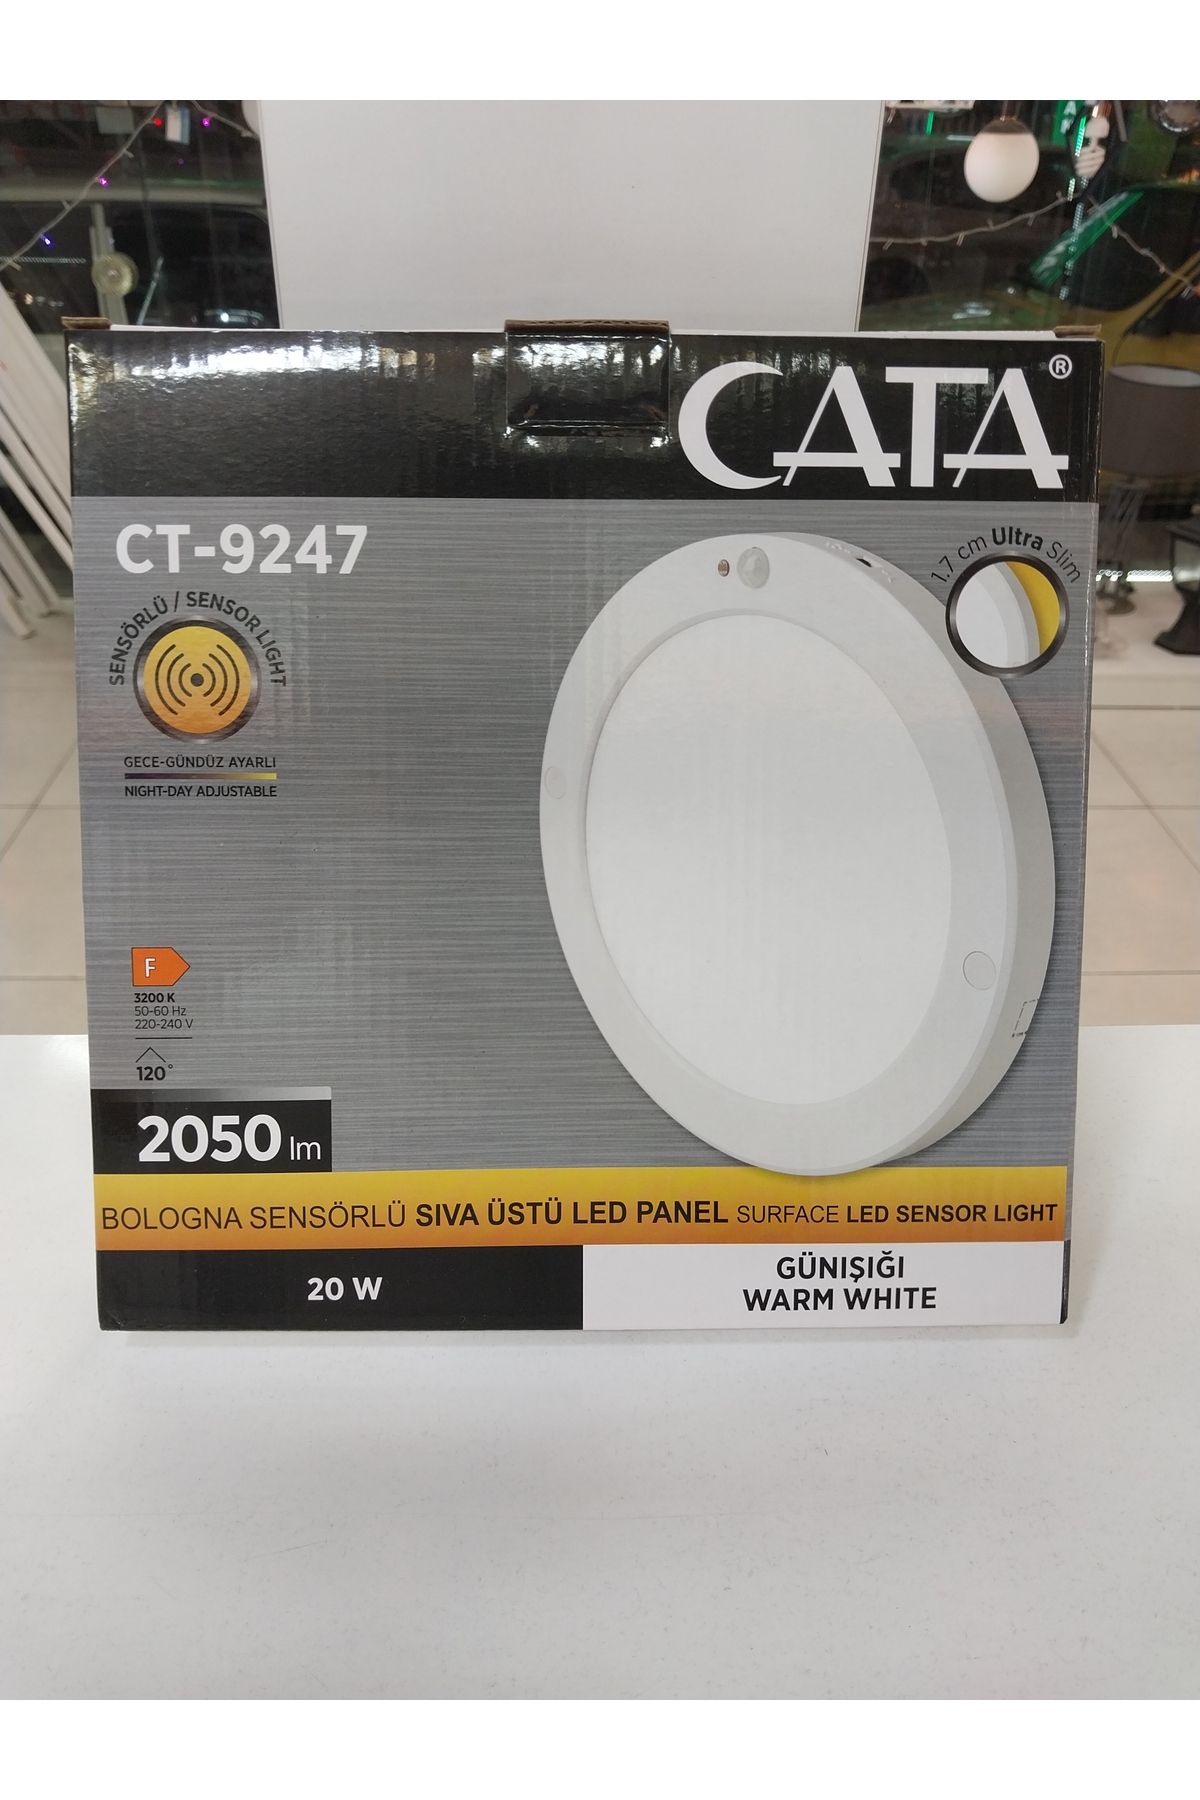 CATA®
CT-9247
1.7 cm Ultra Slim
SENSÖRLÜ / SENSOR LIGHT
GECE-GÜNDÜZ AYARLI
NIGHT-DAY ADJUSTABLE
F
3200 K
50-60 Hz
220-240 V
120°
2050 lm
BOLOGNA SENSÖRLÜ SIVA ÜSTÜ LED PANEL SURFACE LED SENSOR LIGHT
20 W
GÜNIŞIĞI
WARM WHITE